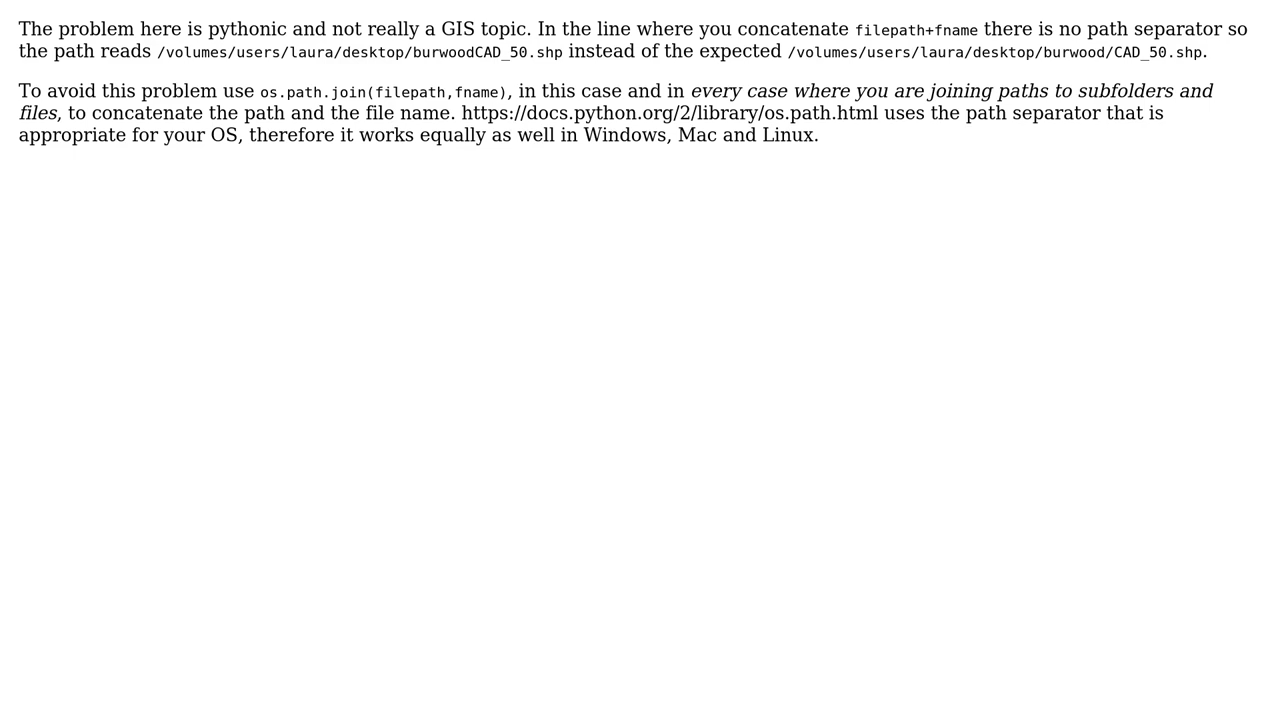 The problem here is pythonic and not really a GIS topic. In the line where you concatenate filepath+fname there is no path separator so
the path reads /volumes/users/laura/desktop/burwoodCAD_50.shp instead of the expected /volumes/users/laura/desktop/burwood/CAD_50.shp.
To avoid this problem use os.path.join(filepath,fname), in this case and in every case where you are joining paths to subfolders and
files, to concatenate the path and the file name. https://docs.python.org/2/library/os.path.html uses the path separator that is
appropriate for your OS, therefore it works equally as well in Windows, Mac and Linux.